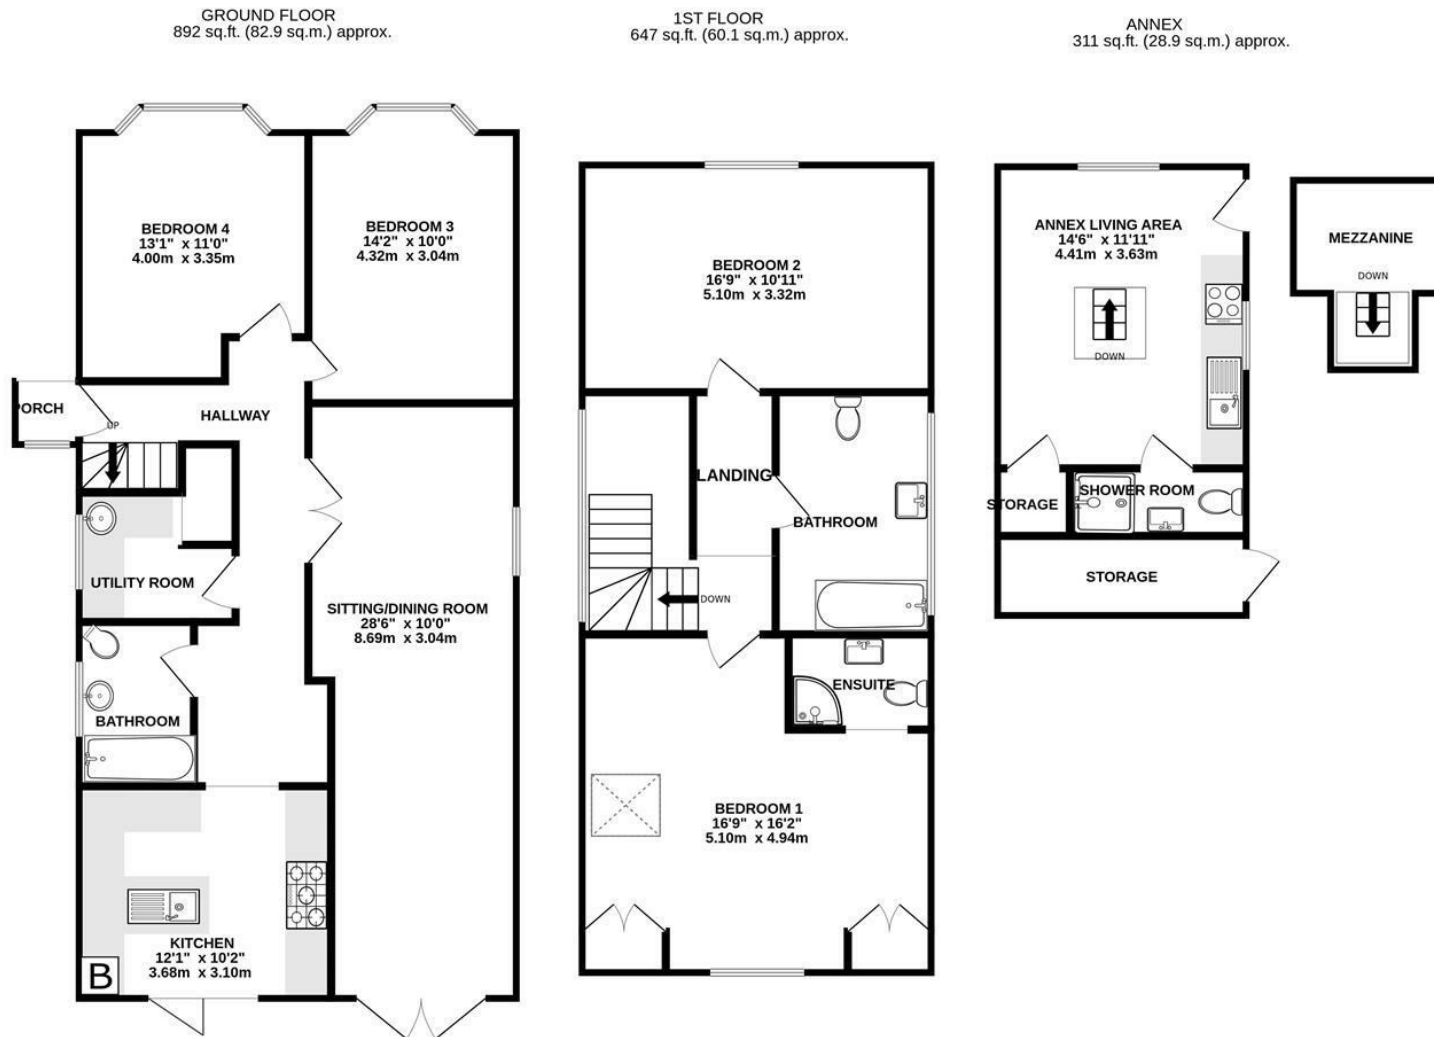 GROUND FLOOR
892 sq.ft. (82.9 sq.m.) approx.
1ST FLOOR
647 sq.ft. (60.1 sq.m.) approx.
ANNEX
311 sq.ft. (28.9 sq.m.) approx.
BEDROOM 4
13'1" x 11'0"
4.00m x 3.35m
BEDROOM 3
14'2" x 10'0"
4.32m x 3.04m
PORCH
UP
HALLWAY
UTILITY ROOM
SITTING/DINING ROOM
28'6" x 10'0"
8.69m x 3.04m
BATHROOM
KITCHEN
12'1" x 10'2"
3.68m x 3.10m
B
BEDROOM 2
16'9" x 10'11"
5.10m x 3.32m
LANDING
BATHROOM
DOWN
ENSUITE
BEDROOM 1
16'9" x 16'2"
5.10m x 4.94m
ANNEX LIVING AREA
14'6" x 11'11"
4.41m x 3.63m
DOWN
STORAGE
SHOWER ROOM
STORAGE
MEZZANINE
DOWN